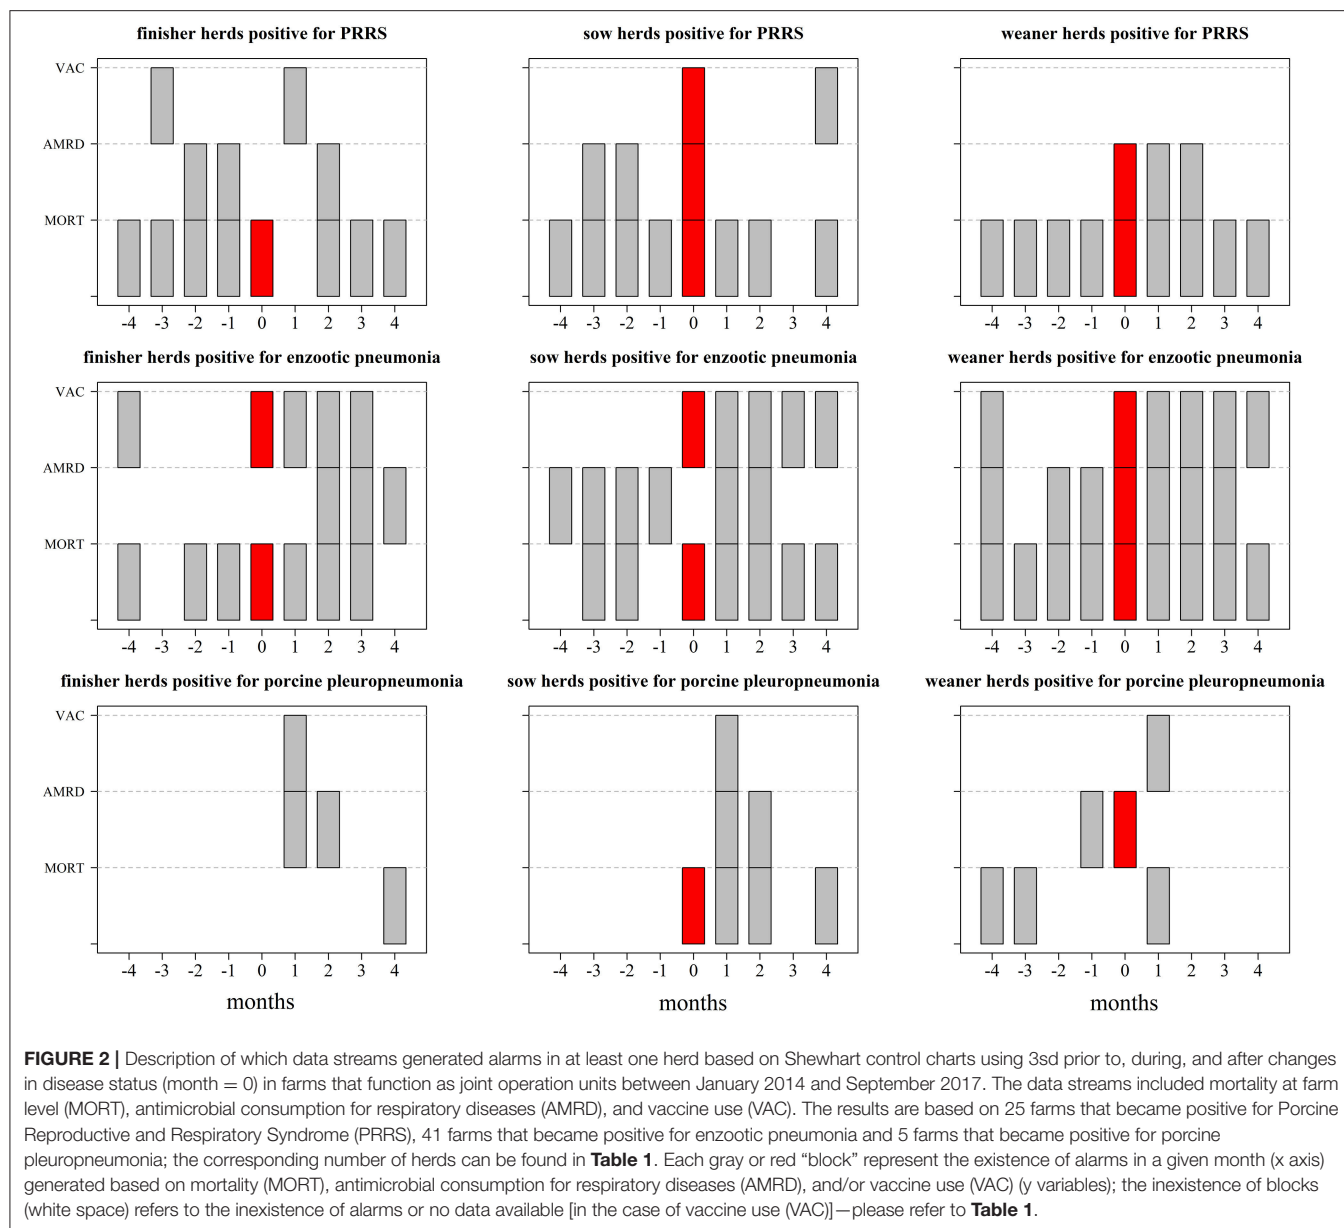 finisher herds positive for PRRS
sow herds positive for PRRS
weaner herds positive for PRRS
VAC
AMRD
MORT
-4 -3 -2 -1 0 1 2 3 4
-4 -3 -2 -1 0 1 2 3 4
-4 -3 -2 -1 0 1 2 3 4
finisher herds positive for enzootic pneumonia
sow herds positive for enzootic pneumonia
weaner herds positive for enzootic pneumonia
VAC
AMRD
MORT
-4 -3 -2 -1 0 1 2 3 4
-4 -3 -2 -1 0 1 2 3 4
-4 -3 -2 -1 0 1 2 3 4
finisher herds positive for porcine pleuropneumonia
sow herds positive for porcine pleuropneumonia
weaner herds positive for porcine pleuropneumonia
VAC
AMRD
MORT
-4 -3 -2 -1 0 1 2 3 4
-4 -3 -2 -1 0 1 2 3 4
-4 -3 -2 -1 0 1 2 3 4
months
months
months
FIGURE 2 | Description of which data streams generated alarms in at least one herd based on Shewhart control charts using 3sd prior to, during, and after changes
in disease status (month = 0) in farms that function as joint operation units between January 2014 and September 2017. The data streams included mortality at farm
level (MORT), antimicrobial consumption for respiratory diseases (AMRD), and vaccine use (VAC). The results are based on 25 farms that became positive for Porcine
Reproductive and Respiratory Syndrome (PRRS), 41 farms that became positive for enzootic pneumonia and 5 farms that became positive for porcine
pleuropneumonia; the corresponding number of herds can be found in Table 1. Each gray or red “block” represent the existence of alarms in a given month (x axis)
generated based on mortality (MORT), antimicrobial consumption for respiratory diseases (AMRD), and/or vaccine use (VAC) (y variables); the inexistence of blocks
(white space) refers to the inexistence of alarms or no data available [in the case of vaccine use (VAC)]—please refer to Table 1.